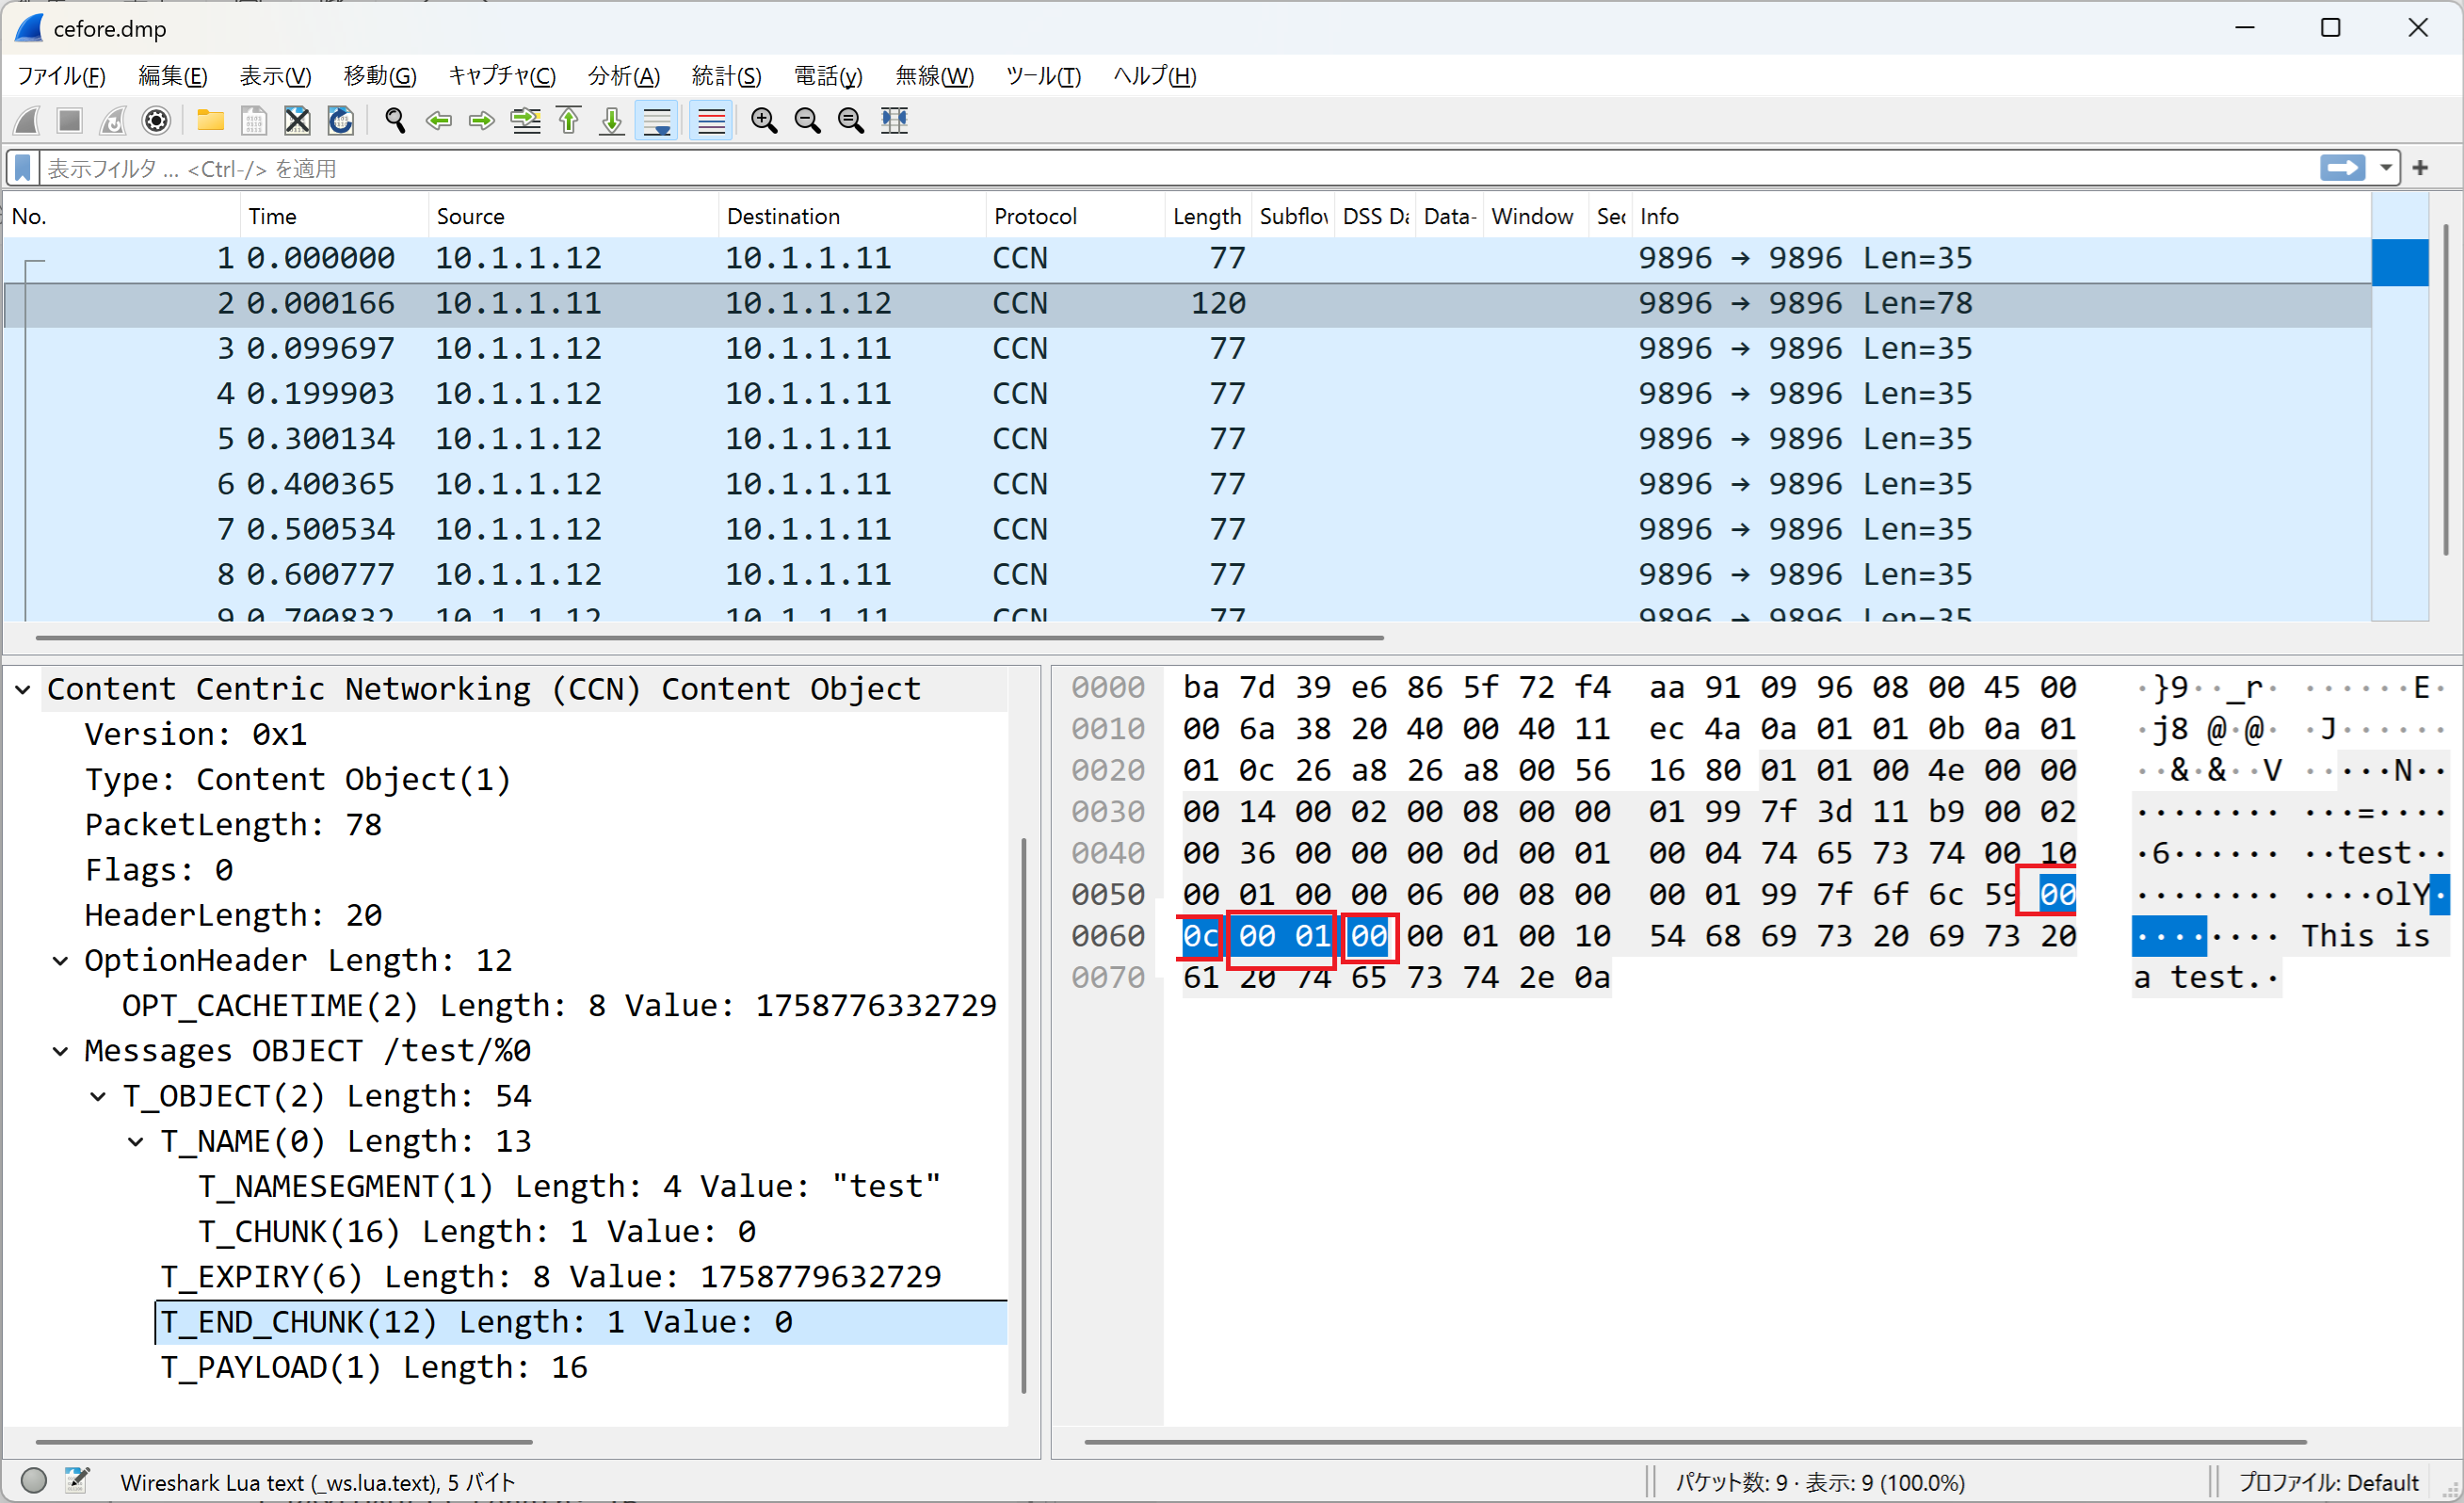 cefore.dmp
ファイル(F) 編集(E) 表示(V) 移動(G) キャプチャ(C) 分析(A) 統計(S) 電話(y) 無線(W) ツール(T) ヘルプ(H)
表示フィルタ … <Ctrl-/> を適用
No. Time Source Destination Protocol Length Subflov DSS Da Data- Window Sec Info
1 0.000000 10.1.1.12 10.1.1.11 CCN 77 9896 → 9896 Len=35
2 0.000166 10.1.1.11 10.1.1.12 CCN 120 9896 → 9896 Len=78
3 0.099697 10.1.1.12 10.1.1.11 CCN 77 9896 → 9896 Len=35
4 0.199903 10.1.1.12 10.1.1.11 CCN 77 9896 → 9896 Len=35
5 0.300134 10.1.1.12 10.1.1.11 CCN 77 9896 → 9896 Len=35
6 0.400365 10.1.1.12 10.1.1.11 CCN 77 9896 → 9896 Len=35
7 0.500534 10.1.1.12 10.1.1.11 CCN 77 9896 → 9896 Len=35
8 0.600777 10.1.1.12 10.1.1.11 CCN 77 9896 → 9896 Len=35
9 0.700832 10.1.1.12 10.1.1.11 CCN 77 9896 → 9896 Len=35
Content Centric Networking (CCN) Content Object
Version: 0x1
Type: Content Object(1)
PacketLength: 78
Flags: 0
HeaderLength: 20
OptionHeader Length: 12
OPT_CACHETIME(2) Length: 8 Value: 1758776332729
Messages OBJECT /test/%0
T_OBJECT(2) Length: 54
T_NAME(0) Length: 13
T_NAMESEGMENT(1) Length: 4 Value: "test"
T_CHUNK(16) Length: 1 Value: 0
T_EXPIRY(6) Length: 8 Value: 1758779632729
T_END_CHUNK(12) Length: 1 Value: 0
T_PAYLOAD(1) Length: 16
0000 ba 7d 39 e6 86 5f 72 f4 aa 91 09 96 08 00 45 00 ·}9··_r· ······E·
0010 00 6a 38 20 40 00 40 11 ec 4a 0a 01 01 0b 0a 01 ·j8 @·@· ·J······
0020 01 0c 26 a8 26 a8 00 56 16 80 01 01 00 4e 00 00 ··&·&··V ·····N··
0030 00 14 00 02 00 08 00 00 01 99 7f 3d 11 b9 00 02 ········ ···=····
0040 00 36 00 00 00 0d 00 01 00 04 74 65 73 74 00 10 ·6······ ··test··
0050 00 01 00 00 06 00 08 00 00 01 99 7f 6f 6c 59 00 ········ ····olY·
0060 0c 00 01 00 00 01 00 10 54 68 69 73 20 69 73 20 ········ This is
0070 61 20 74 65 73 74 2e 0a a test.·
Wireshark Lua text (_ws.lua.text), 5 バイト
パケット数: 9 · 表示: 9 (100.0%)
プロファイル: Default